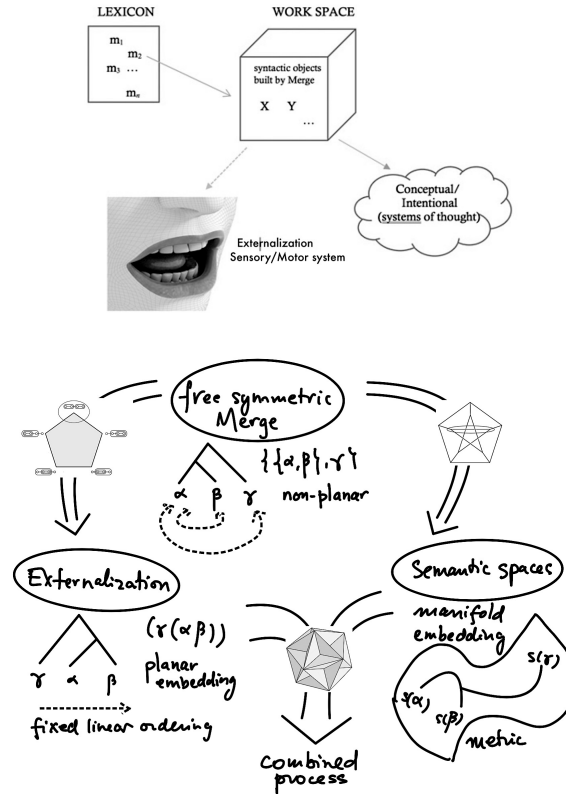 LEXICON
WORK SPACE
m1
m2
m3 ...
mn
syntactic objects
built by Merge
X Y
...
Conceptual/
Intentional
(systems of thought)
Externalization
Sensory/Motor system
free symmetric
Merge
{{α,β},γ}
α β γ
non-planar
Externalization
Semantic spaces
(γ(αβ))
planar
embedding
γ α β
fixed linear ordering
manifold
embedding
s(γ)
s(α)
s(β)
metric
combined
process